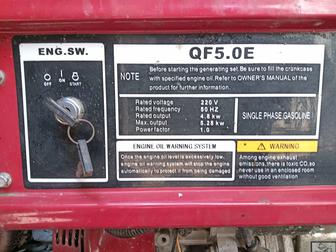 ENG.SW.
OFF ON START
QF5.0E
NOTE
Before starting the generating set. Be sure to fill the crankcase
with specified engine oil. Refer to OWNER'S MANUAL of the
product for further information.
Rated voltage 220 V
Rated frequency 50 HZ
Rated output 4.8 kw
Max. output 5.28 kw
Power factor 1.0
SINGLE PHASE GASOLINE
ENGINE OIL WARNING SYSTEM
Once the engine oil level is excessively low,
engine oil warning system will stop the engine
automatically to protect it from being damaged
WARNING
Among engine exhaust
emissions, there is toxic CO, so
never use in an enclosed room
without good ventilation